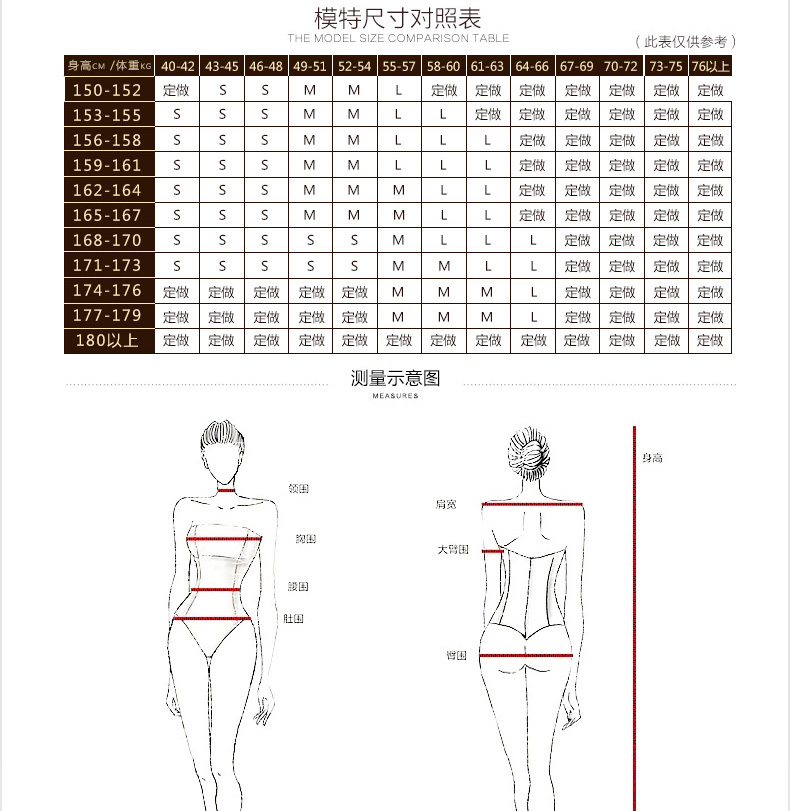 模特尺寸对照表
THE MODEL SIZE COMPARISON TABLE
（此表仅供参考）
身高CM /体重KG 40-42 43-45 46-48 49-51 52-54 55-57 58-60 61-63 64-66 67-69 70-72 73-75 76以上
150-152 定做 S S M M L 定做 定做 定做 定做 定做 定做 定做
153-155 S S S M M L L 定做 定做 定做 定做 定做 定做
156-158 S S S M M L L L 定做 定做 定做 定做 定做
159-161 S S S M M L L L 定做 定做 定做 定做 定做
162-164 S S S M M M L L 定做 定做 定做 定做 定做
165-167 S S S M M M L L 定做 定做 定做 定做 定做
168-170 S S S S S M L L L 定做 定做 定做 定做
171-173 S S S S S M M L L 定做 定做 定做 定做
174-176 定做 定做 定做 定做 定做 M M M L 定做 定做 定做 定做
177-179 定做 定做 定做 定做 定做 M M M L 定做 定做 定做 定做
180以上 定做 定做 定做 定做 定做 定做 定做 定做 定做 定做 定做 定做 定做
测量示意图
MEASURES
身高
领围
肩宽
胸围
大臂围
腰围
肚围
臀围